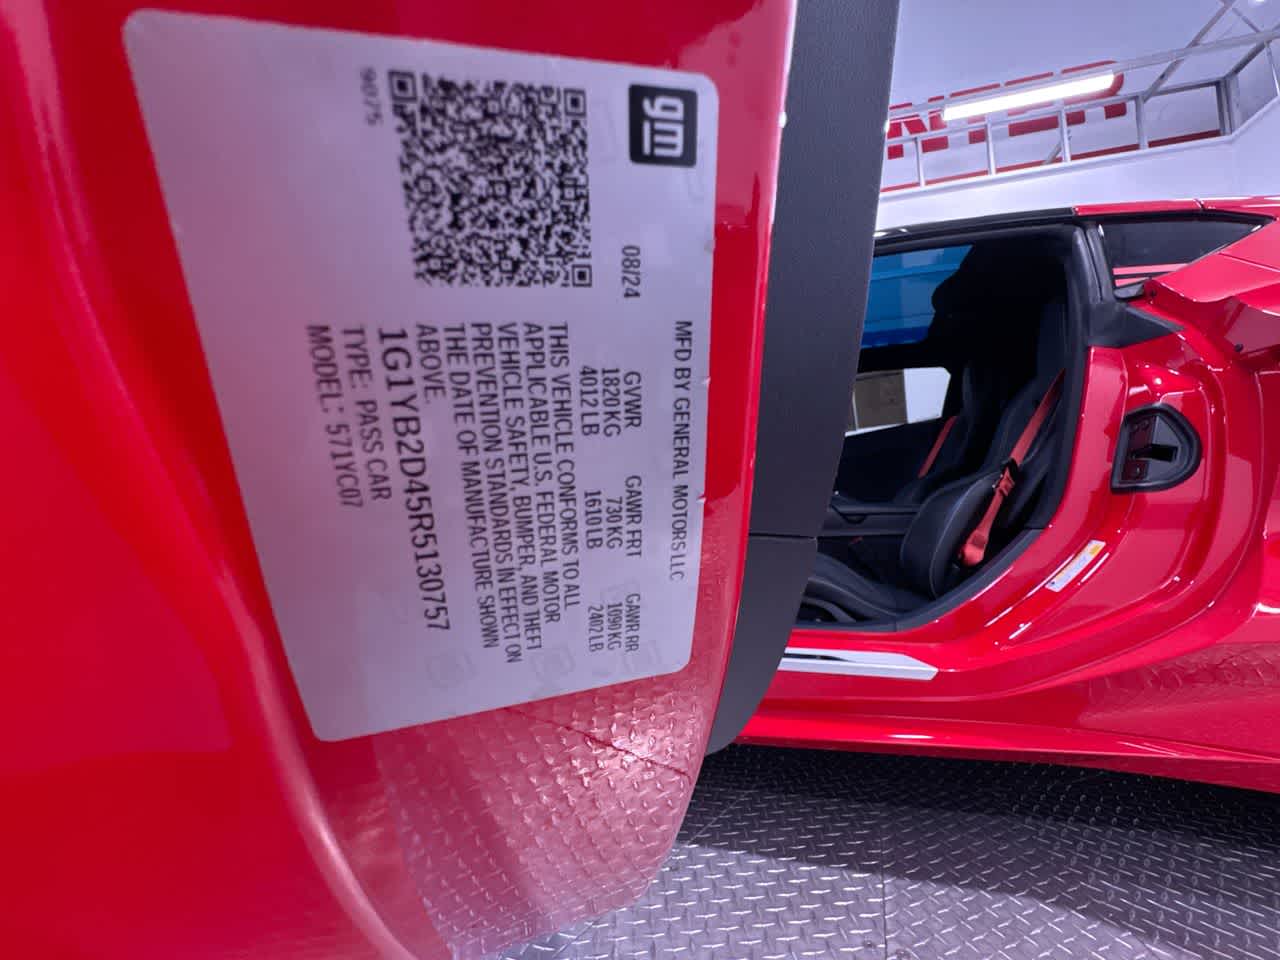 gm
MFD BY GENERAL MOTORS LLC
08/24 GVWR GAWR FRT GAWR RR
1820 KG 730 KG 1090 KG
4012 LB 1610 LB 2402 LB
THIS VEHICLE CONFORMS TO ALL
APPLICABLE U.S. FEDERAL MOTOR
VEHICLE SAFETY, BUMPER, AND THEFT
PREVENTION STANDARDS IN EFFECT ON
THE DATE OF MANUFACTURE SHOWN
ABOVE.
1G1YB2D45R5130757
TYPE: PASS CAR
MODEL: 571YC07
9075